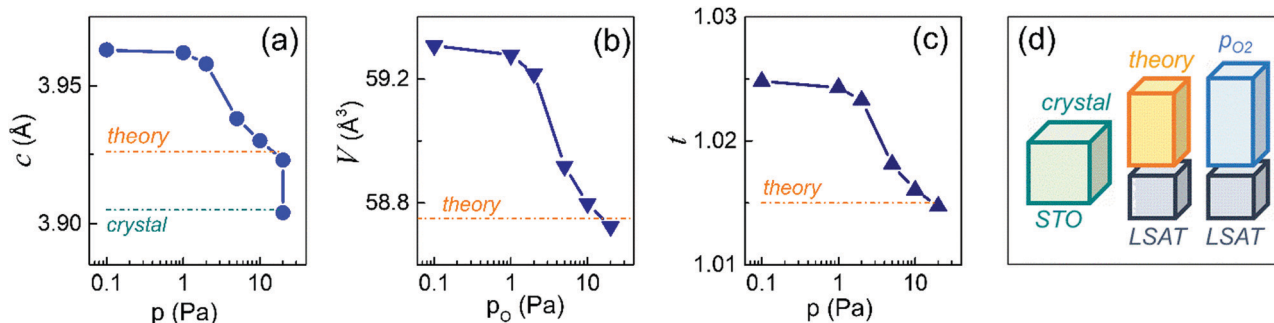 (a)
c (Å)
3.95
3.90
theory
crystal
0.1 1 10
p (Pa)
(b)
V (Å³)
59.2
58.8
theory
0.1 1 10
p_O (Pa)
(c)
t
1.03
1.02
1.01
theory
0.1 1 10
p (Pa)
(d)
p_O2
theory
crystal
STO
LSAT
LSAT